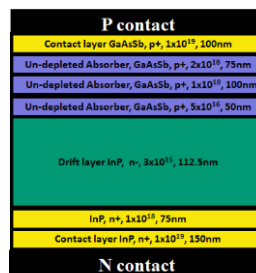 P contact
Contact layer GaAsSb, p+, 1x10¹⁹, 100nm
Un-depleted Absorber, GaAsSb, p+, 2x10¹⁸, 75nm
Un-depleted Absorber, GaAsSb, p+, 1x10¹⁸, 100nm
Un-depleted Absorber, GaAsSb, p+, 5x10¹⁶, 50nm
Drift layer InP, n-, 3x10¹⁵, 112.5nm
InP, n+, 1x10¹⁸, 75nm
Contact layer InP, n+, 1x10¹⁹, 150nm
N contact